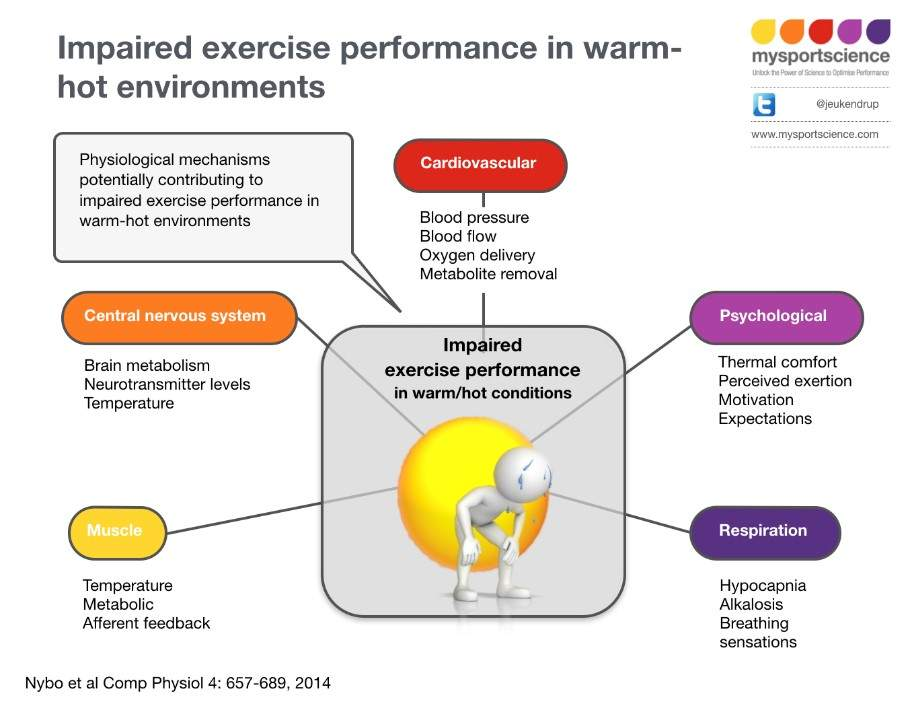 Impaired exercise performance in warm-
hot environments
mysportscience
Unlock the Power of Science to Optimise Performance
@jeukendrup
www.mysportscience.com
Physiological mechanisms
potentially contributing to
impaired exercise performance in
warm-hot environments
Cardiovascular
Blood pressure
Blood flow
Oxygen delivery
Metabolite removal
Central nervous system
Brain metabolism
Neurotransmitter levels
Temperature
Psychological
Thermal comfort
Perceived exertion
Motivation
Expectations
Impaired
exercise performance
in warm/hot conditions
Muscle
Temperature
Metabolic
Afferent feedback
Respiration
Hypocapnia
Alkalosis
Breathing
sensations
Nybo et al Comp Physiol 4: 657-689, 2014